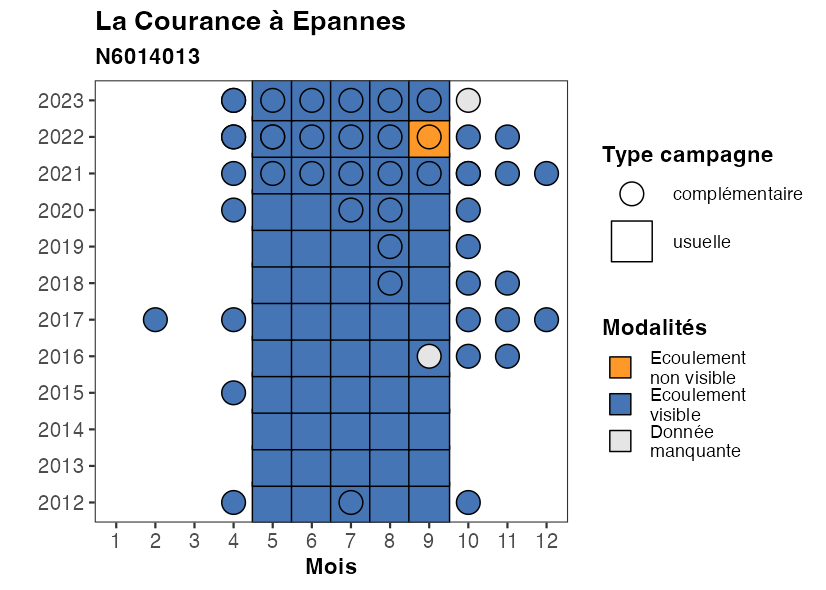 La Courance à Epannes
N6014013
2023
2022
2021
2020
2019
2018
2017
2016
2015
2014
2013
2012
1 2 3 4 5 6 7 8 9 10 11 12
Mois
Type campagne
complémentaire
usuelle
Modalités
Ecoulement
non visible
Ecoulement
visible
Donnée
manquante